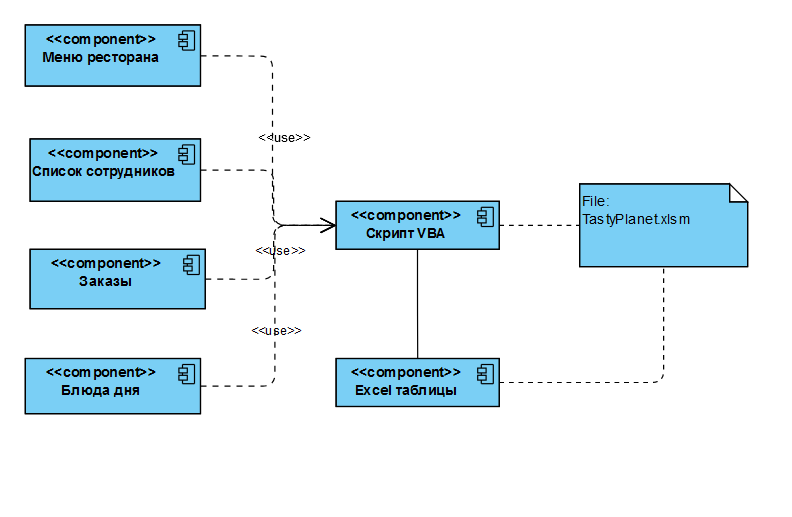 <<component>>
Меню ресторана
<<use>>
<<component>>
Список сотрудников
<<component>>
Скрипт VBA
File:
TastyPlanet.xlsm
<<use>>
<<component>>
Заказы
<<use>>
<<component>>
Блюда дня
<<component>>
Excel таблицы